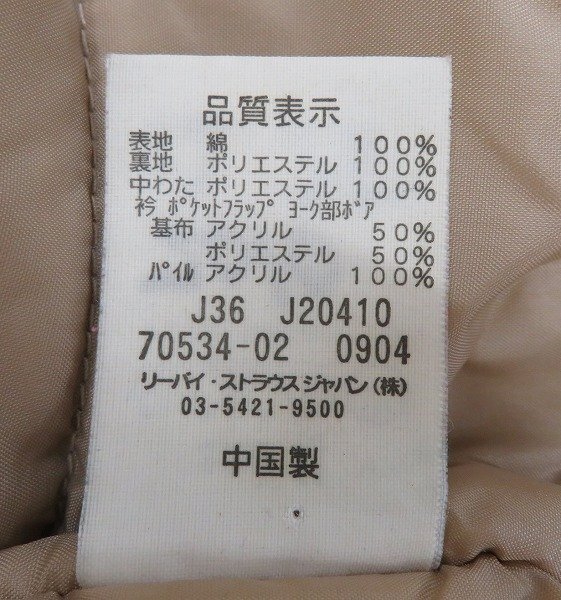 品質表示
表地 綿 100%
裏地 ポリエステル 100%
中わた ポリエステル 100%
衿 ﾎﾟｹｯﾄﾌﾗｯﾌﾟ ﾖｰｸ部ﾎﾞｱ
基布 アクリル 50%
ポリエステル 50%
ﾊﾟｲﾙ アクリル 100%
J36 J20410
70534-02 0904
リーバイ・ストラウスジャパン(株)
03-5421-9500
中国製